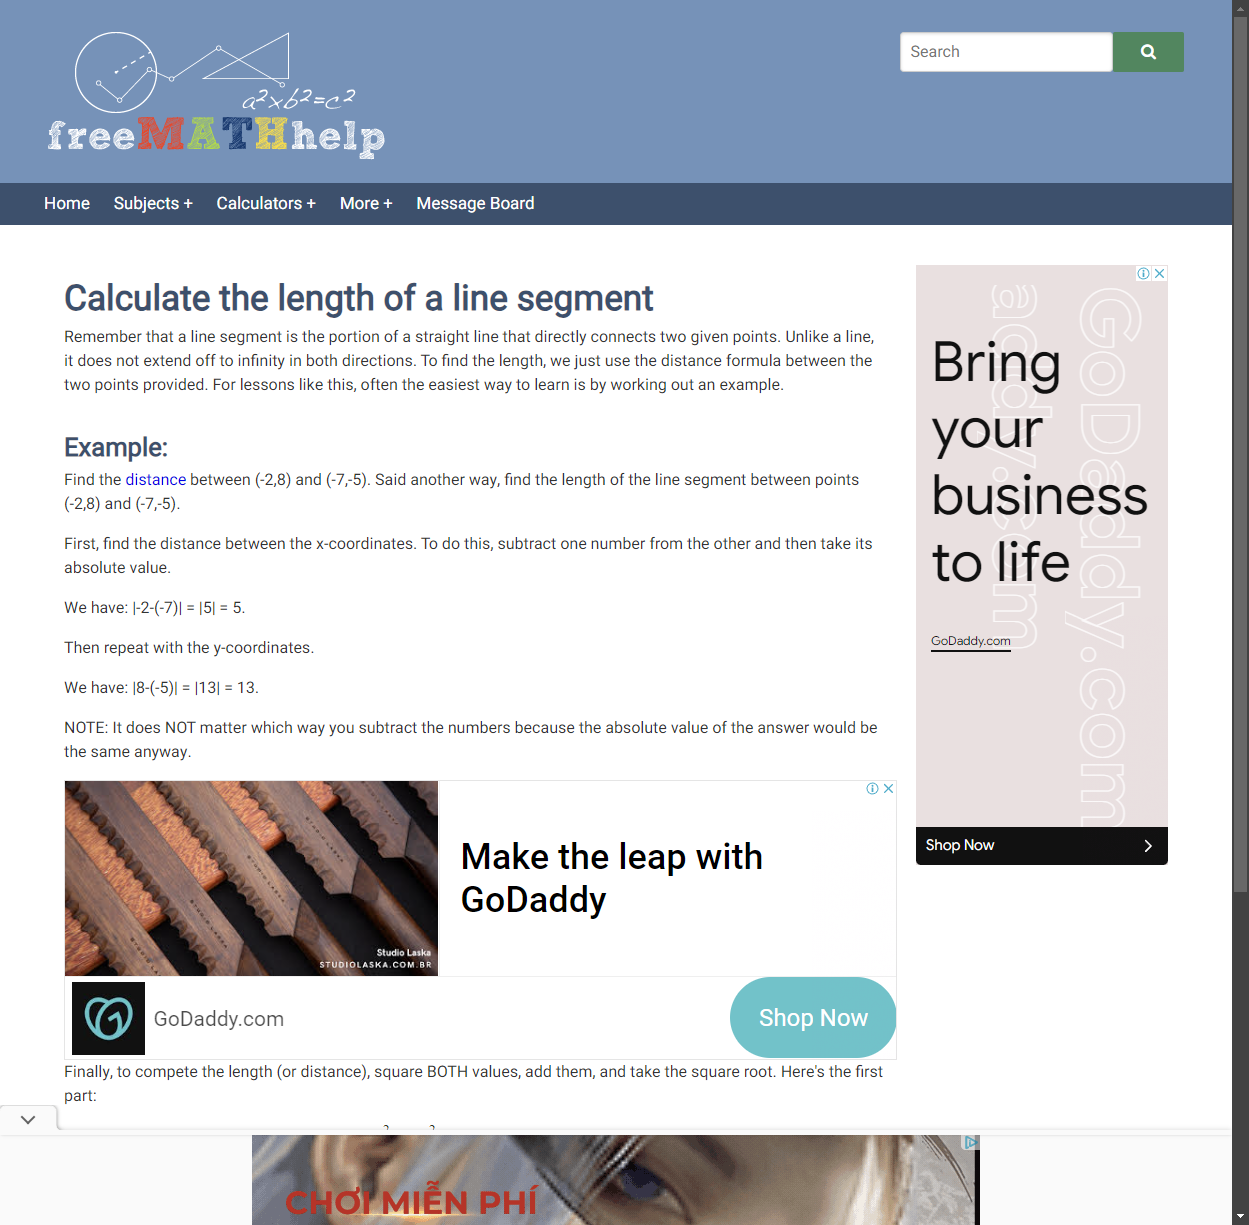 a²xb²=c²
freeMATHhelp
Search
Home Subjects + Calculators + More + Message Board
Calculate the length of a line segment
Remember that a line segment is the portion of a straight line that directly connects two given points. Unlike a line,
it does not extend off to infinity in both directions. To find the length, we just use the distance formula between the
two points provided. For lessons like this, often the easiest way to learn is by working out an example.
Example:
Find the distance between (-2,8) and (-7,-5). Said another way, find the length of the line segment between points
(-2,8) and (-7,-5).
First, find the distance between the x-coordinates. To do this, subtract one number from the other and then take its
absolute value.
We have: |-2-(-7)| = |5| = 5.
Then repeat with the y-coordinates.
We have: |8-(-5)| = |13| = 13.
NOTE: It does NOT matter which way you subtract the numbers because the absolute value of the answer would be
the same anyway.
Studio Laska
STUDIOLASKA.COM.BR
Make the leap with
GoDaddy
GoDaddy.com
Shop Now
Finally, to compete the length (or distance), square BOTH values, add them, and take the square root. Here's the first
part:
GoDaddy.com
Bring
your
business
to life
GoDaddy.com
Shop Now
CHƠI MIỄN PHÍ